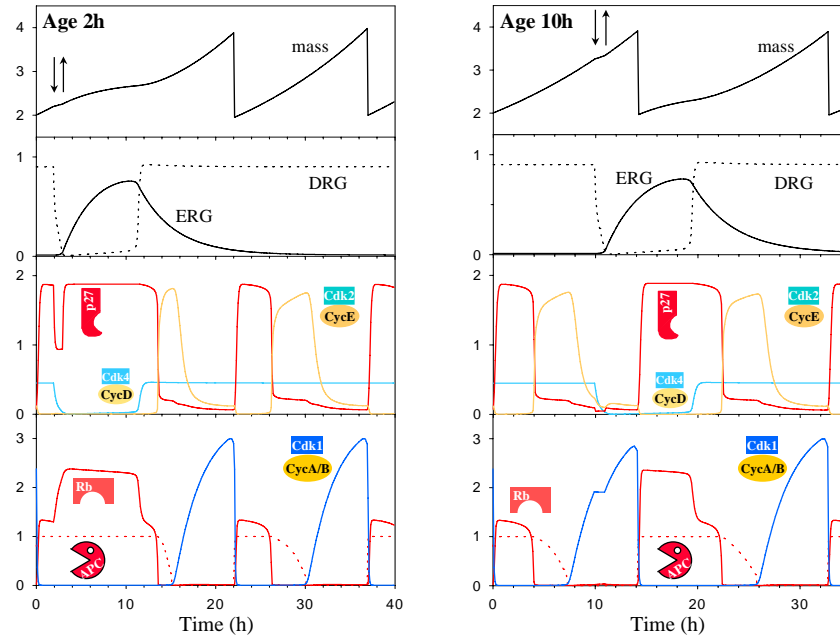 Age 2h
mass
4
3
2
DRG
ERG
1
0
p27
Cdk2
CycE
Cdk4
CycD
2
1
0
Cdk1
CycA/B
Rb
APC
3
2
1
0
0 10 20 30 40
Time (h)
Age 10h
mass
4
3
2
ERG
DRG
1
0
p27
Cdk2
CycE
Cdk4
CycD
2
1
0
Cdk1
CycA/B
Rb
APC
3
2
1
0
0 10 20 30
Time (h)